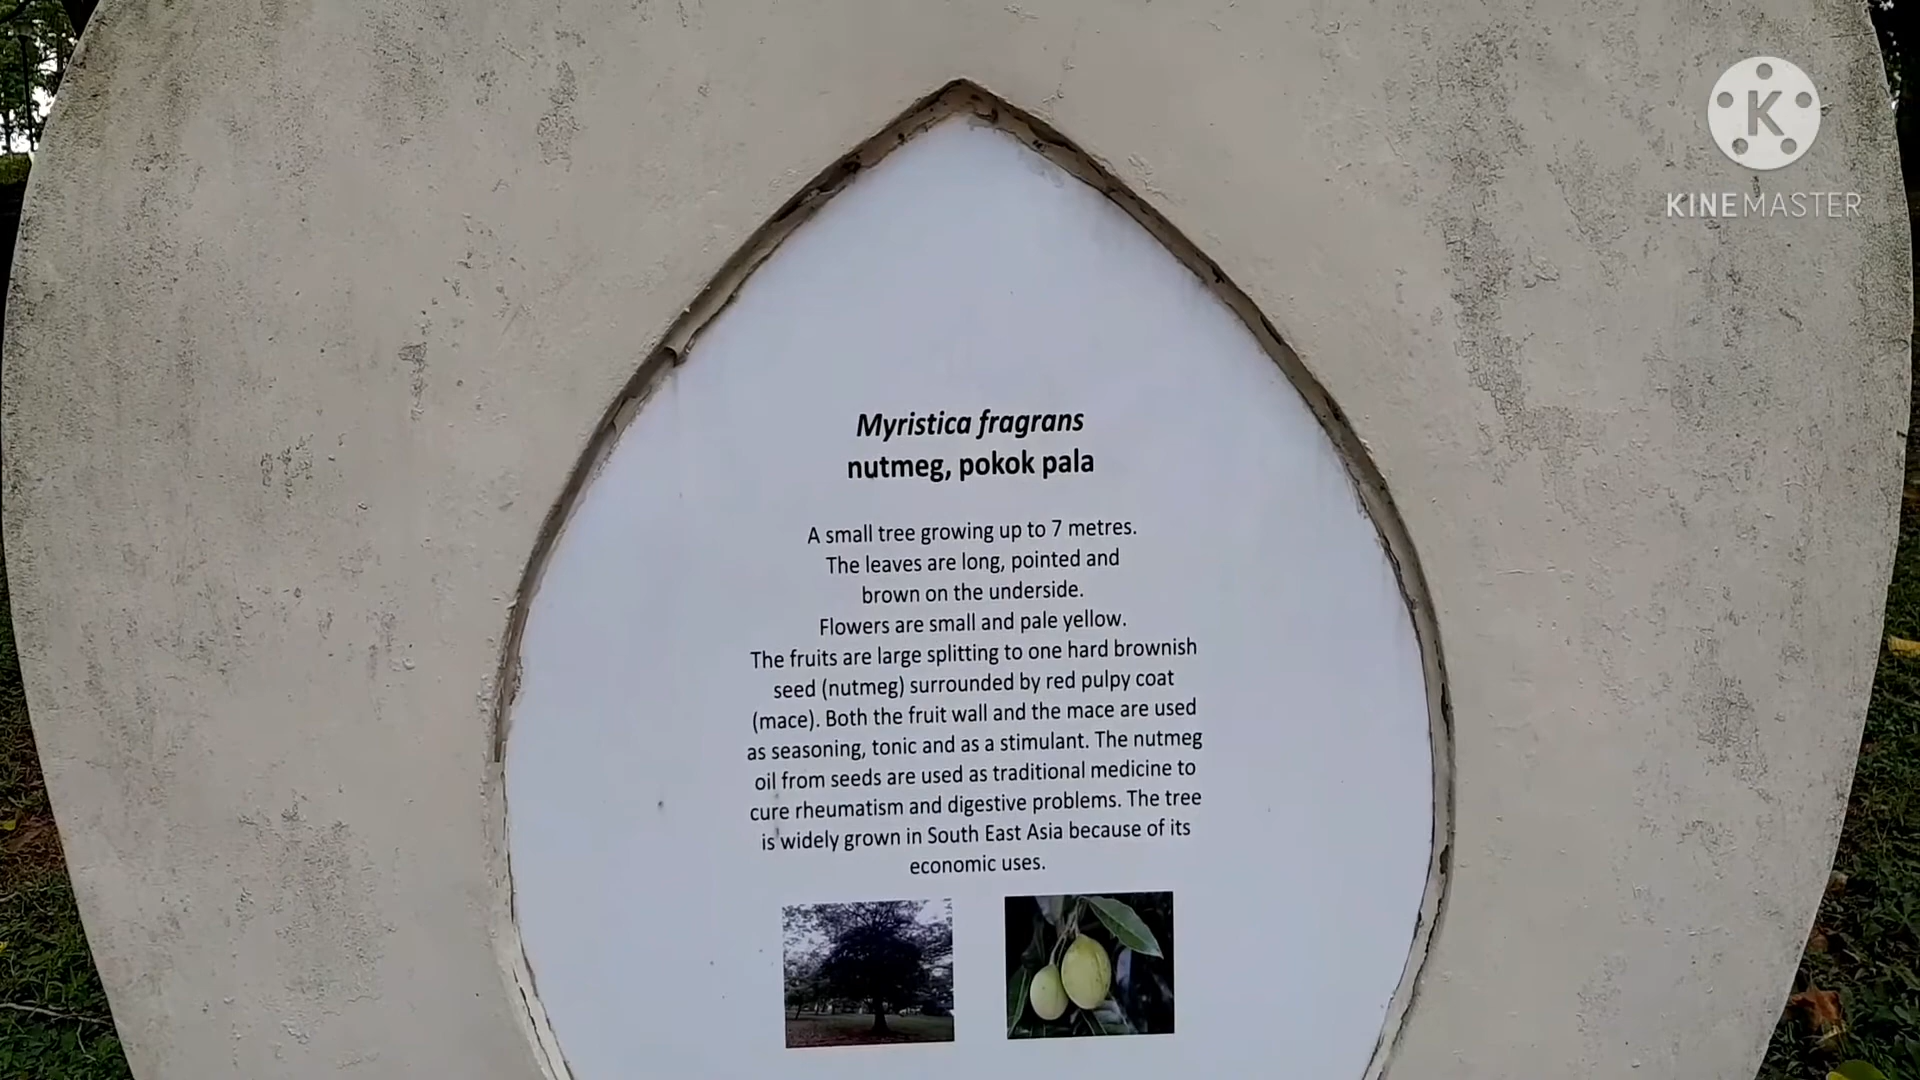 K
KINEMASTER
Myristica fragrans
nutmeg, pokok pala
A small tree growing up to 7 metres.
The leaves are long, pointed and
brown on the underside.
Flowers are small and pale yellow.
The fruits are large splitting to one hard brownish
seed (nutmeg) surrounded by red pulpy coat
(mace). Both the fruit wall and the mace are used
as seasoning, tonic and as a stimulant. The nutmeg
oil from seeds are used as traditional medicine to
cure rheumatism and digestive problems. The tree
is widely grown in South East Asia because of its
economic uses.